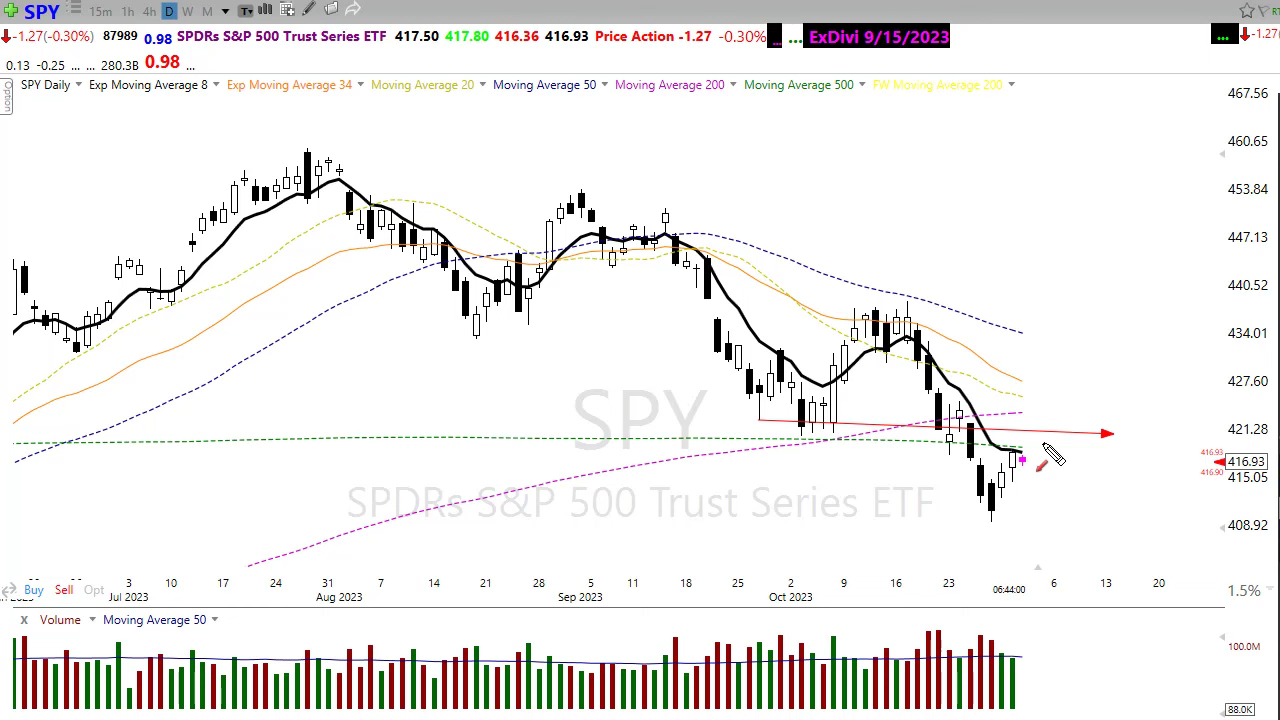 SPY 15m 1h 4h D W M T
-1.27(-0.30%) 87989 0.98 SPDRs S&P 500 Trust Series ETF 417.50 417.80 416.36 416.93 Price Action -1.27 -0.30% ... ... ExDivi 9/15/2023 ... -1.27(
0.13 -0.25 ... ... 280.3B 0.98 ...
Option
SPY Daily Exp Moving Average 8 Exp Moving Average 34 Moving Average 20 Moving Average 50 Moving Average 200 Moving Average 500 FW Moving Average 200
467.56
460.65
453.84
447.13
440.52
434.01
427.60
421.28
416.93
416.93
416.90
415.05
408.92
SPY
SPDRs S&P 500 Trust Series ETF
3 10 17 24 31 7 14 21 28 5 11 18 25 2 9 16 23 06:44:00 6 13 20
Buy Sell Opt
Jul 2023 Aug 2023 Sep 2023 Oct 2023
1.5%
X Volume Moving Average 50
100.0M
88.0K